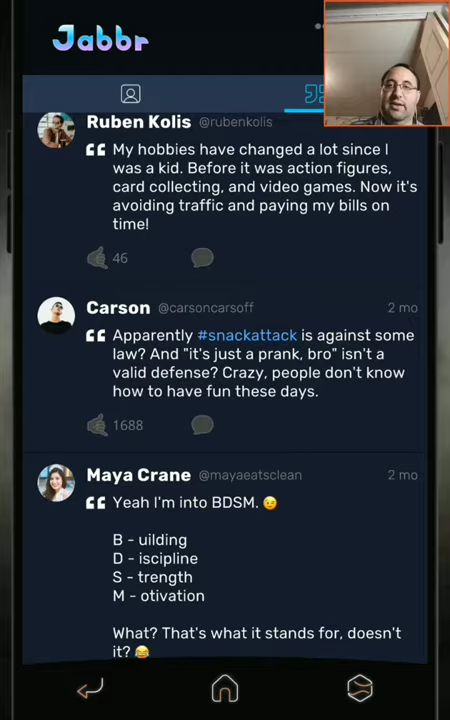 Jabbr
Ruben Kolis @rubenkolis
My hobbies have changed a lot since I
was a kid. Before it was action figures,
card collecting, and video games. Now it's
avoiding traffic and paying my bills on
time!
46
Carson @carsoncarsoff 2 mo
Apparently #snackattack is against some
law? And "it's just a prank, bro" isn't a
valid defense? Crazy, people don't know
how to have fun these days.
1688
Maya Crane @mayaeatsclean 2 mo
Yeah I'm into BDSM. 😉
B - uilding
D - iscipline
S - trength
M - otivation
What? That's what it stands for, doesn't
it? 😂